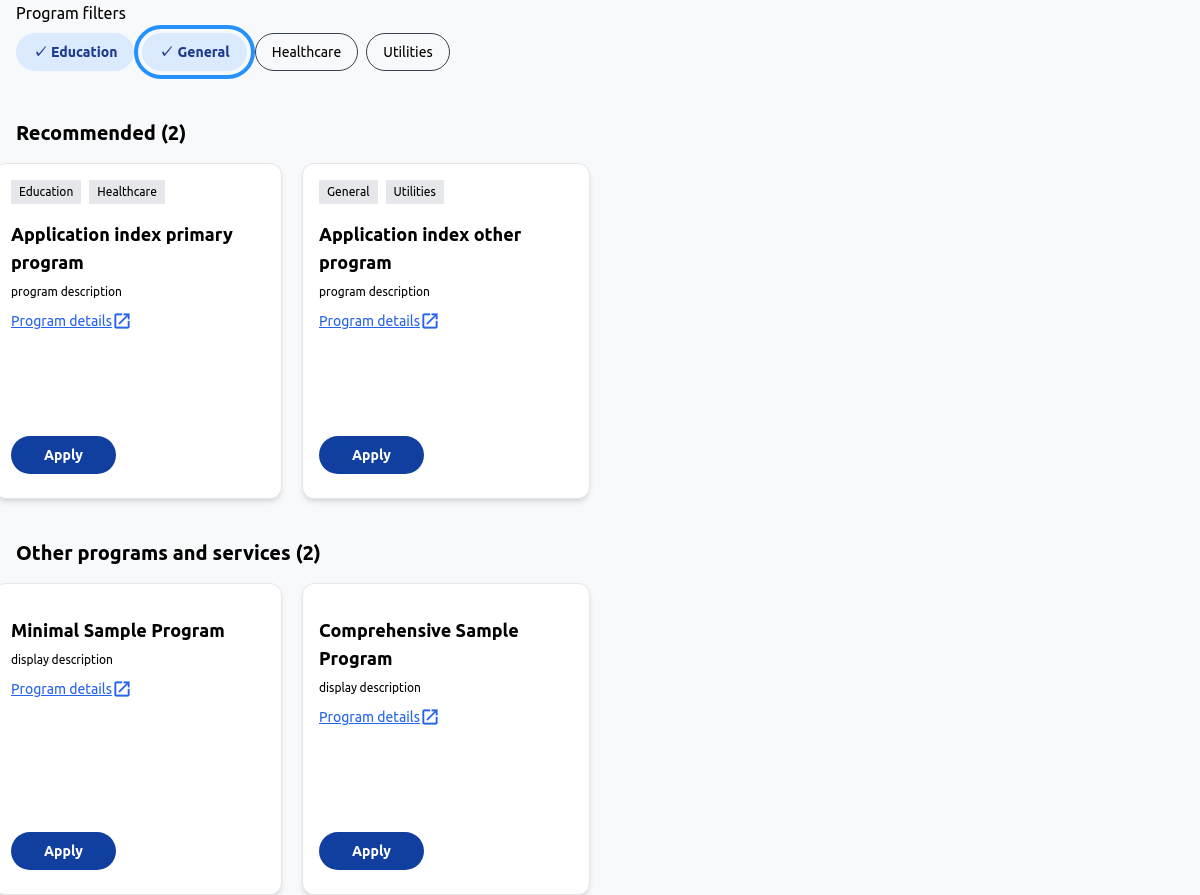 Program filters
✓ Education ✓ General Healthcare Utilities
Recommended (2)
Education Healthcare
Application index primary
program
program description
Program details
Apply
General Utilities
Application index other
program
program description
Program details
Apply
Other programs and services (2)
Minimal Sample Program
display description
Program details
Apply
Comprehensive Sample
Program
display description
Program details
Apply